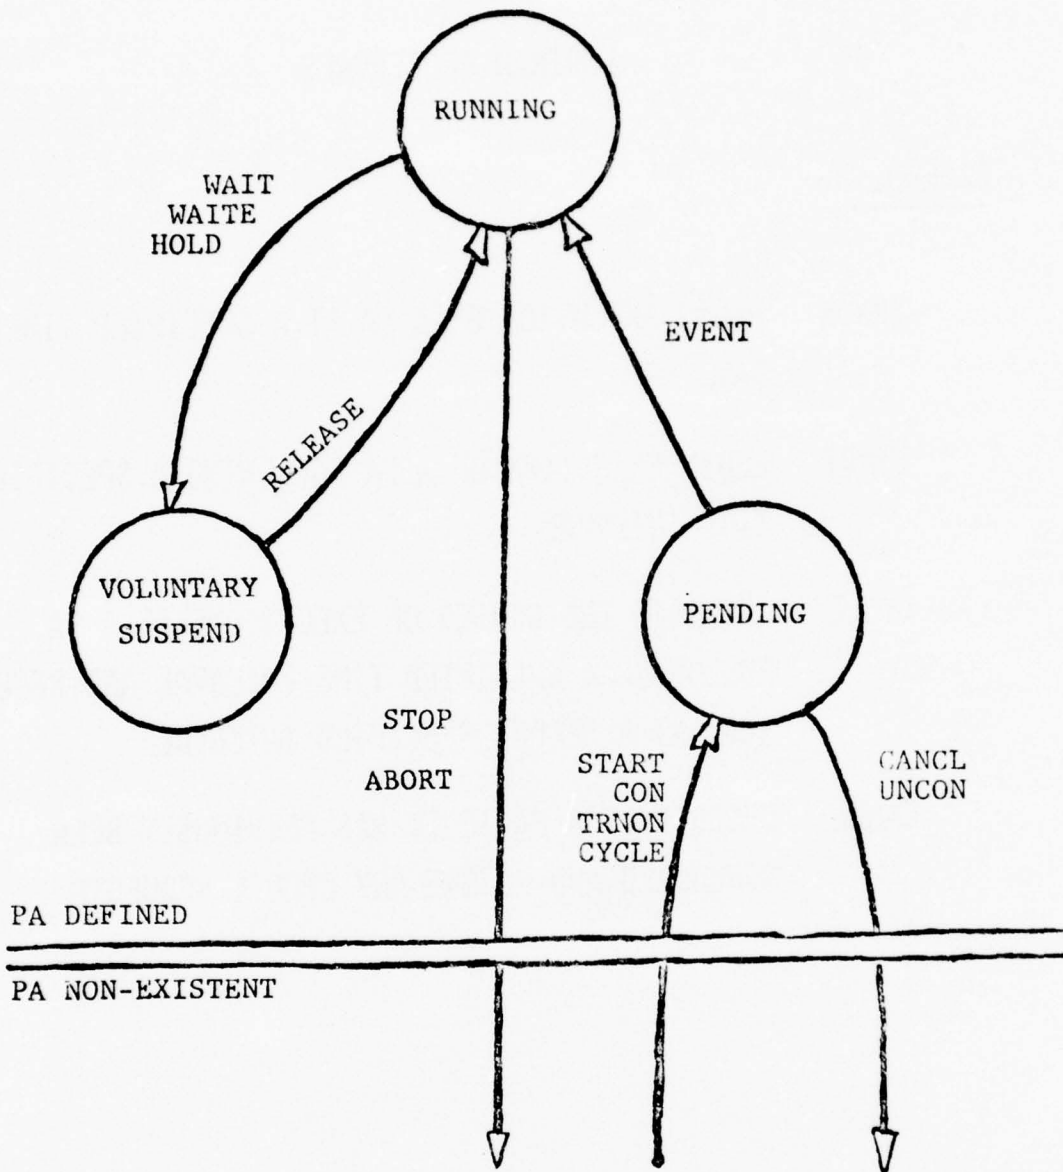 RUNNING
WAIT
WAITE
HOLD
EVENT
RELEASE
VOLUNTARY
SUSPEND
PENDING
STOP
ABORT
START
CON
TRNON
CYCLE
CANCL
UNCON
PA DEFINED
PA NON-EXISTENT